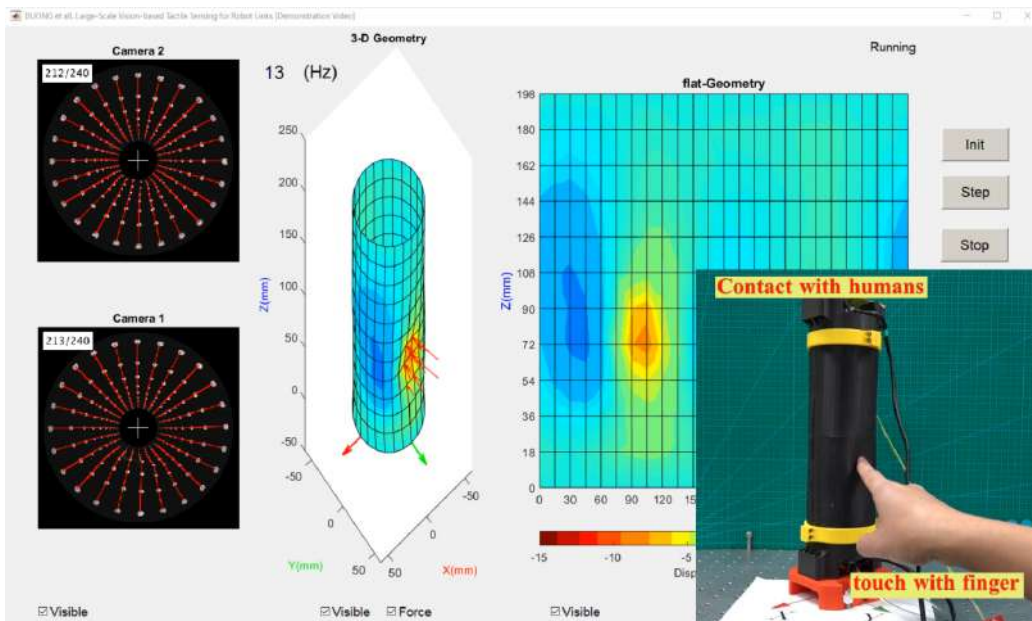 DUONG et all, Large-Scale Vision-based Tactile Sensing for Robot Links [Demonstration Video]
Camera 2
212/240
13 (Hz)
3-D Geometry
Running
flat-Geometry
250
200
150
100
50
0
-50
Z(mm)
-50
0
50
Y(mm)
50
0
-50
X(mm)
198
180
162
144
126
108
90
72
54
36
18
0
Z(mm)
0 30 60 90 120
-15 -10 -5
Init
Step
Stop
Camera 1
213/240
Contact with humans
touch with finger
Visible
Visible
Force
Visible